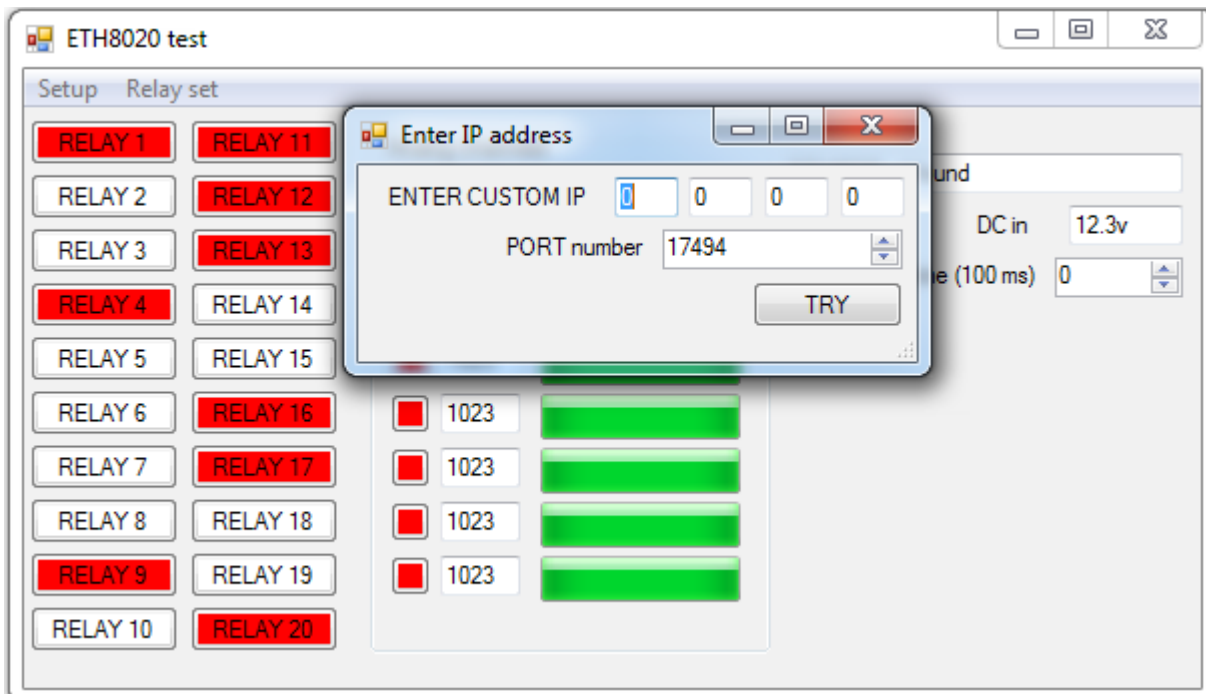 ETH8020 test
Setup Relay set
RELAY 1 RELAY 11
RELAY 2 RELAY 12
RELAY 3 RELAY 13
RELAY 4 RELAY 14
RELAY 5 RELAY 15
RELAY 6 RELAY 16
RELAY 7 RELAY 17
RELAY 8 RELAY 18
RELAY 9 RELAY 19
RELAY 10 RELAY 20
Enter IP address
ENTER CUSTOM IP 0 0 0 0
PORT number 17494
TRY
1023
1023
1023
1023
und
DC in 12.3v
(100 ms) 0